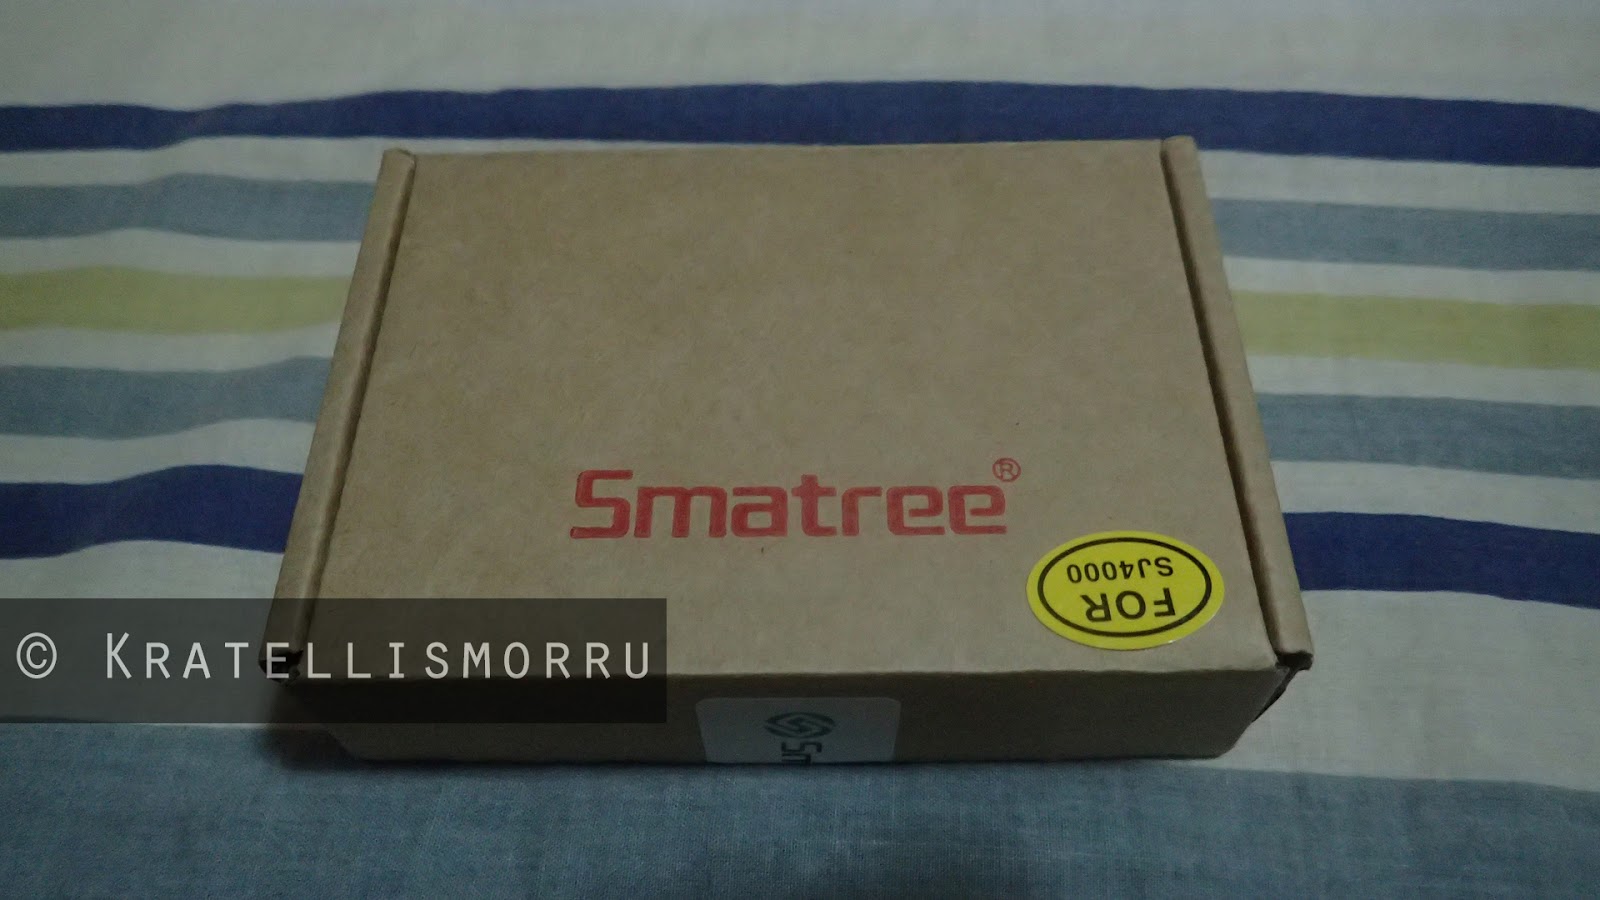 Smatree®
FOR
SJ4000
© KRATELLISMORRU